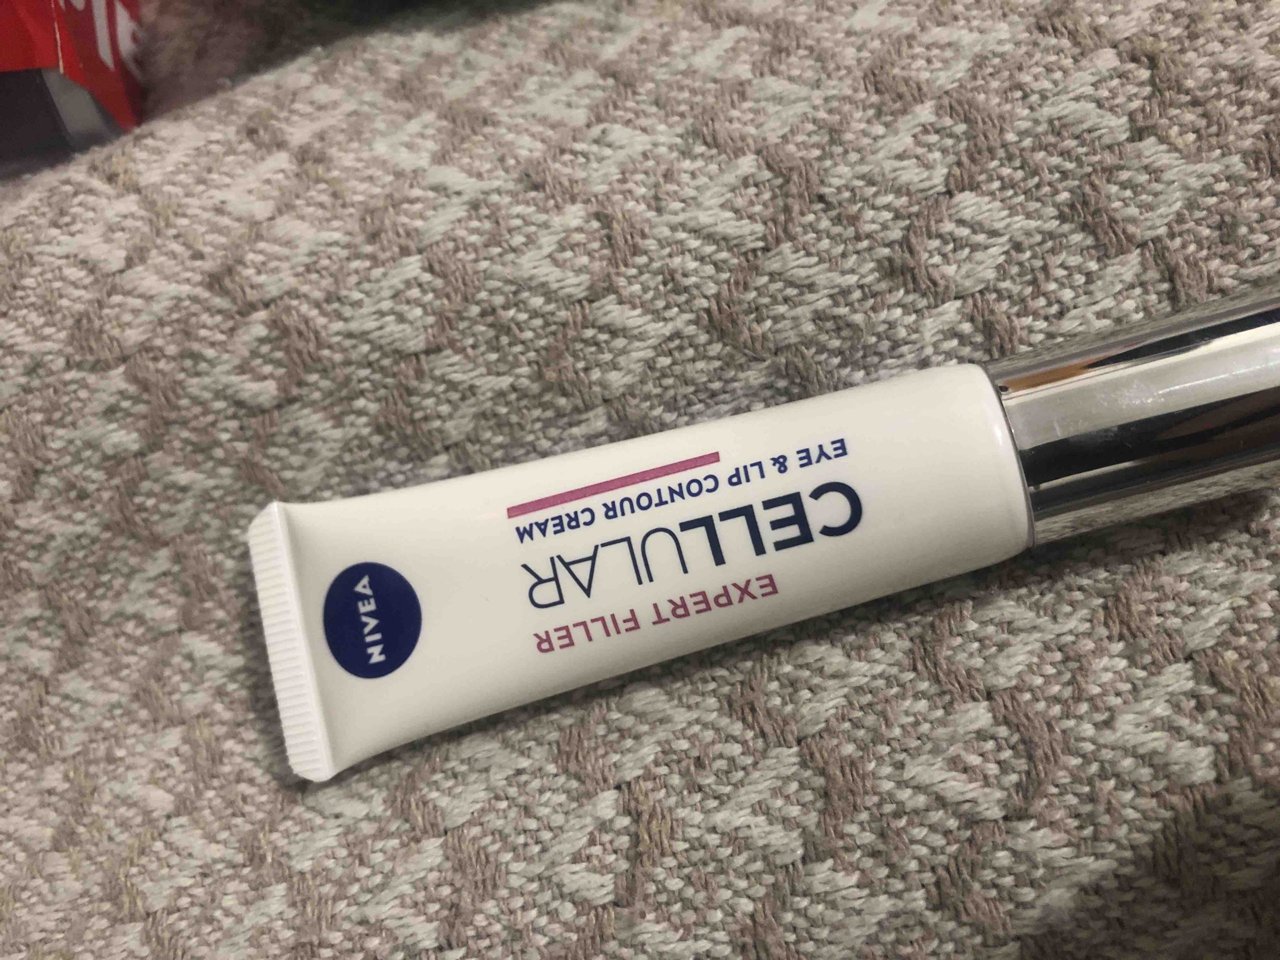 NIVEA
EXPERT FILLER
CELLULAR
EYE & LIP CONTOUR CREAM